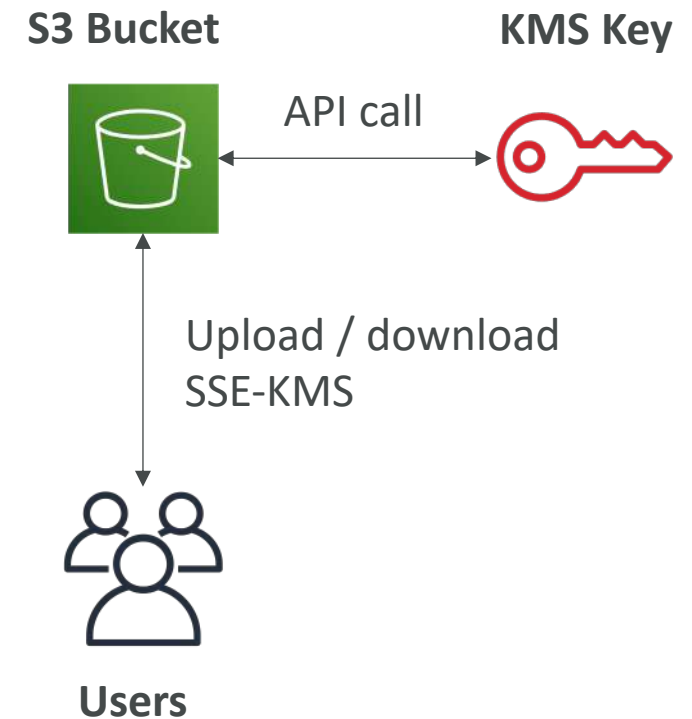 S3 Bucket
KMS Key
API call
Upload / download
SSE-KMS
Users